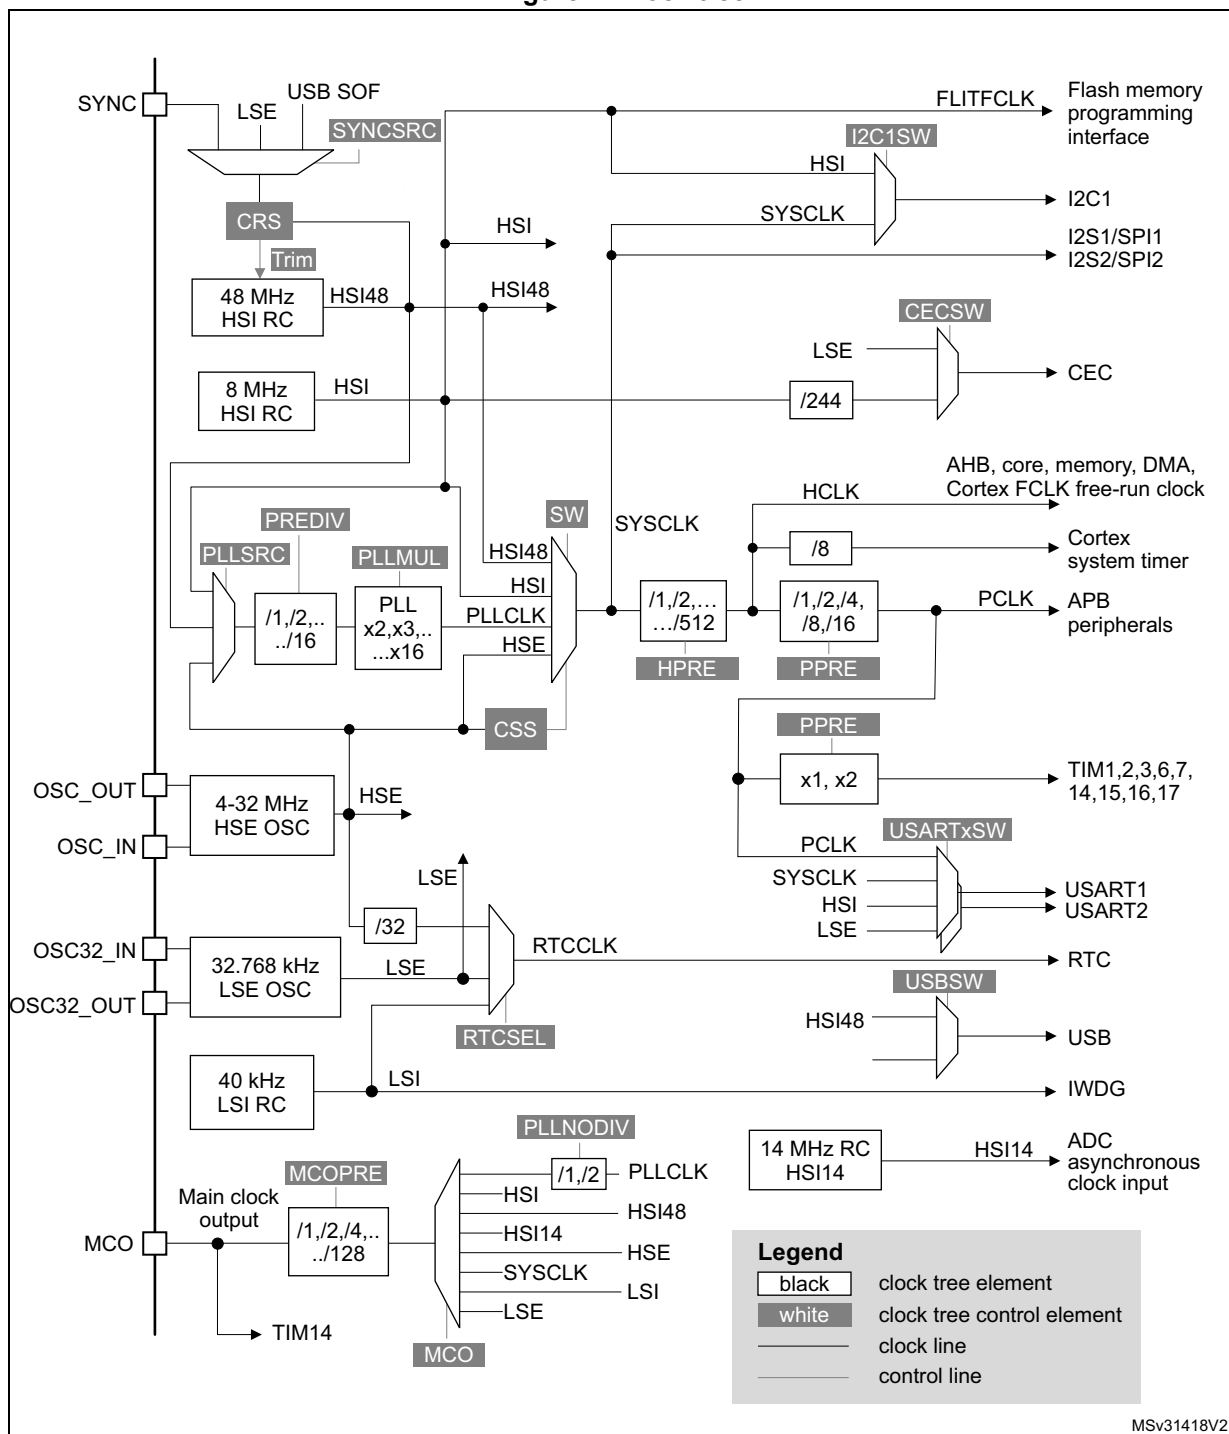 SYNC
LSE
USB SOF
SYNCSRC
CRS
Trim
48 MHz
HSI RC
HSI48
HSI48
HSI
8 MHz
HSI RC
HSI
FLITFCLK
Flash memory
programming
interface
I2C1SW
HSI
SYSCLK
I2C1
I2S1/SPI1
I2S2/SPI2
CECSW
LSE
/244
CEC
AHB, core, memory, DMA,
Cortex FCLK free-run clock
HCLK
/8
Cortex
system timer
PLLSRC
PREDIV
/1,/2,..
../16
PLLMUL
PLL
x2,x3,..
...x16
SW
HSI48
HSI
PLLCLK
HSE
CSS
SYSCLK
/1,/2,...
.../512
HPRE
/1,/2,/4,
/8,/16
PPRE
PCLK
APB
peripherals
PPRE
x1, x2
TIM1,2,3,6,7,
14,15,16,17
OSC_OUT
OSC_IN
4-32 MHz
HSE OSC
HSE
USARTxSW
PCLK
SYSCLK
HSI
LSE
USART1
USART2
/32
LSE
OSC32_IN
OSC32_OUT
32.768 kHz
LSE OSC
LSE
RTCSEL
RTCCLK
RTC
USBSW
HSI48
USB
40 kHz
LSI RC
LSI
IWDG
14 MHz RC
HSI14
HSI14
ADC
asynchronous
clock input
MCO
Main clock
output
MCOPRE
/1,/2,/4,..
../128
TIM14
MCO
PLLNODIV
/1,/2
PLLCLK
HSI
HSI48
HSI14
HSE
SYSCLK
LSI
LSE
Legend
black
clock tree element
white
clock tree control element
clock line
control line
MSv31418V2